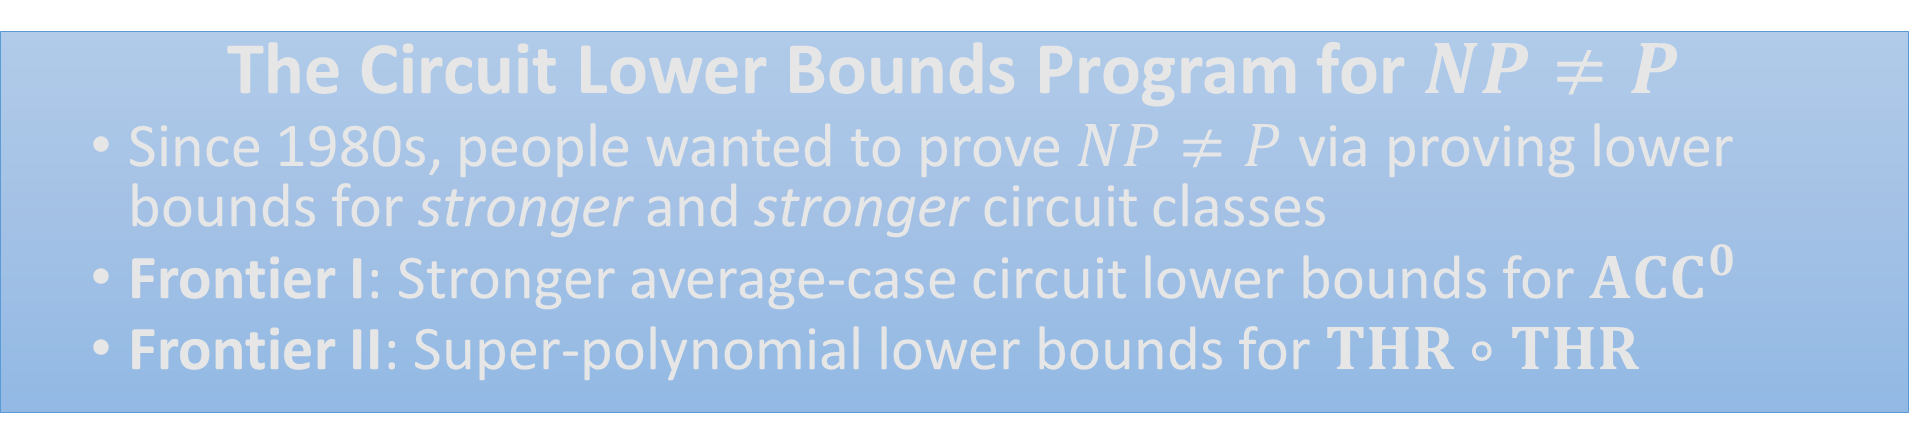 The Circuit Lower Bounds Program for 𝑵𝑷 ≠ 𝑷
• Since 1980s, people wanted to prove 𝑁𝑃 ≠ 𝑃 via proving lower
bounds for stronger and stronger circuit classes
• Frontier I: Stronger average-case circuit lower bounds for 𝐀𝐂𝐂⁰
• Frontier II: Super-polynomial lower bounds for 𝐓𝐇𝐑 ∘ 𝐓𝐇𝐑